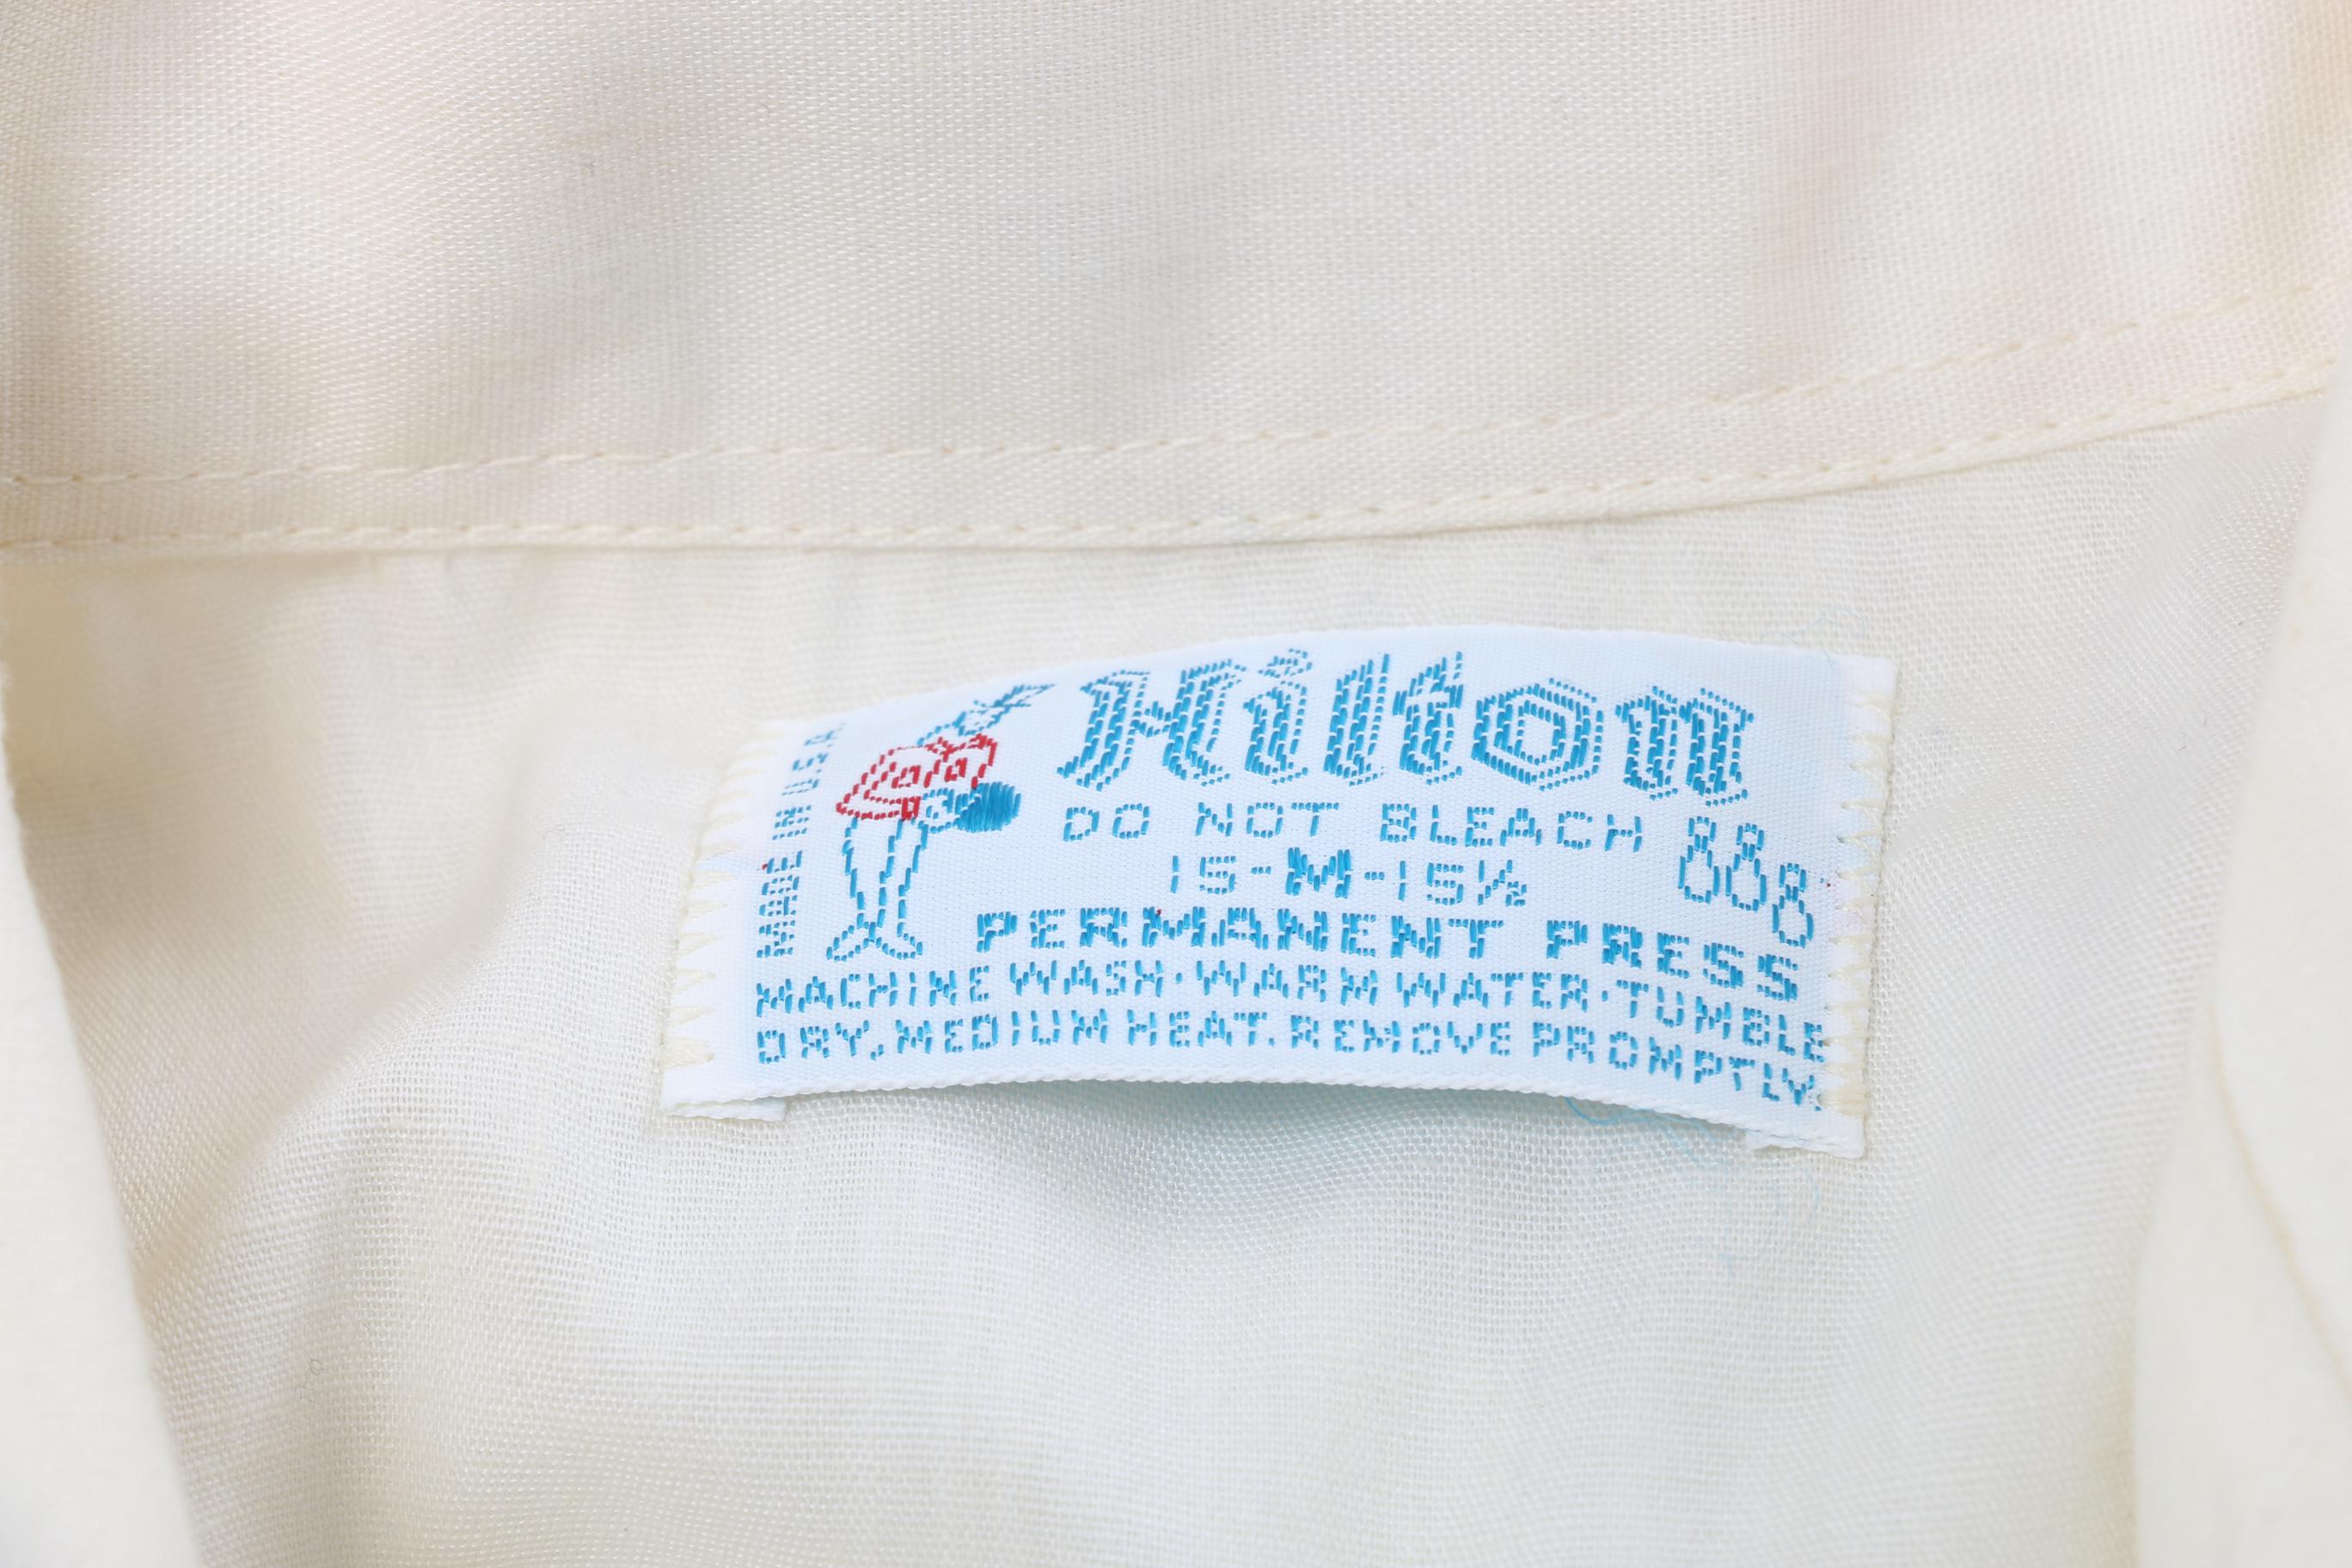 MADE IN U.S.A
Hilton
DO NOT BLEACH
15-M-15½
PERMANENT PRESS
MACHINE WASH·WARM WATER·TUMBLE
DRY, MEDIUM HEAT. REMOVE PROMPTLY.